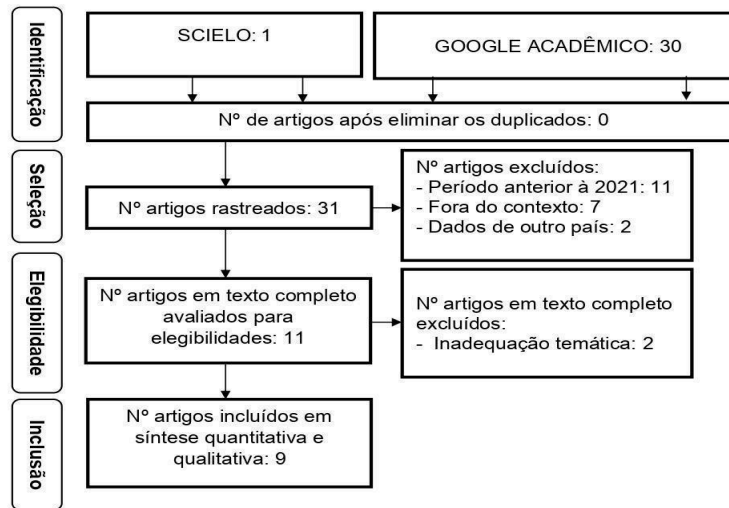 Identificação
SCIELO: 1
GOOGLE ACADÊMICO: 30
Nº de artigos após eliminar os duplicados: 0
Seleção
Nº artigos rastreados: 31
Nº artigos excluídos:
- Período anterior à 2021: 11
- Fora do contexto: 7
- Dados de outro país: 2
Elegibilidade
Nº artigos em texto completo
avaliados para
elegibilidades: 11
Nº artigos em texto completo
excluídos:
- Inadequação temática: 2
Inclusão
Nº artigos incluídos em
síntese quantitativa e
qualitativa: 9